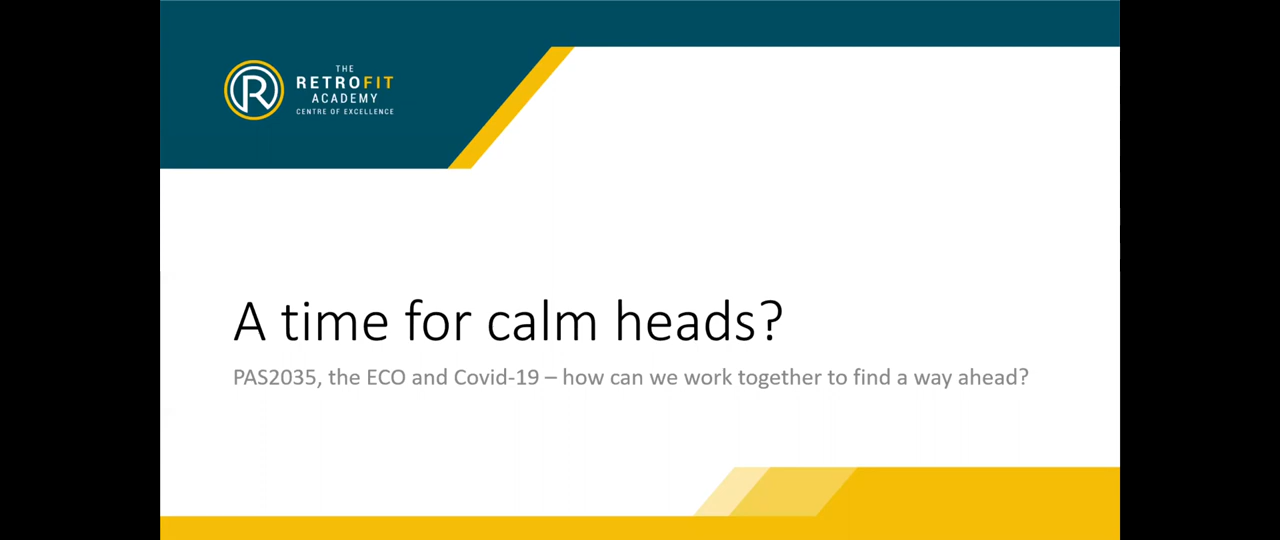 THE
RETROFIT
ACADEMY
CENTRE OF EXCELLENCE
A time for calm heads?
PAS2035, the ECO and Covid-19 – how can we work together to find a way ahead?